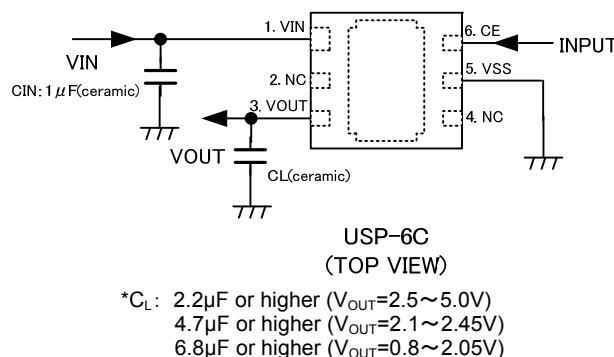 1. VIN
6. CE
VIN
INPUT
CIN: 1μF(ceramic)
2. NC
5. VSS
3. VOUT
4. NC
VOUT
CL(ceramic)
USP-6C
(TOP VIEW)
*CL: 2.2µF or higher (VOUT=2.5～5.0V)
4.7µF or higher (VOUT=2.1～2.45V)
6.8µF or higher (VOUT=0.8～2.05V)